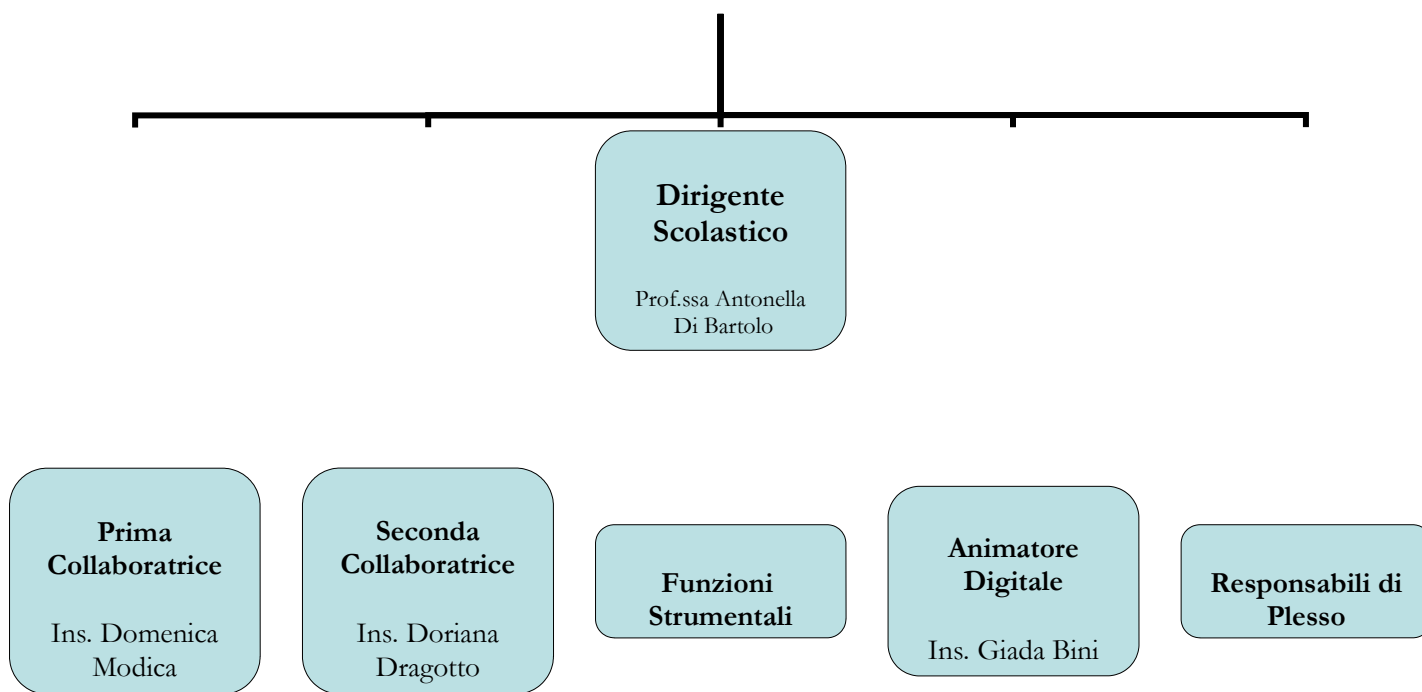 Dirigente
Scolastico
Prof.ssa Antonella
Di Bartolo
Prima
Collaboratrice
Ins. Domenica
Modica
Seconda
Collaboratrice
Ins. Doriana
Dragotto
Funzioni
Strumentali
Animatore
Digitale
Ins. Giada Bini
Responsabili di
Plesso